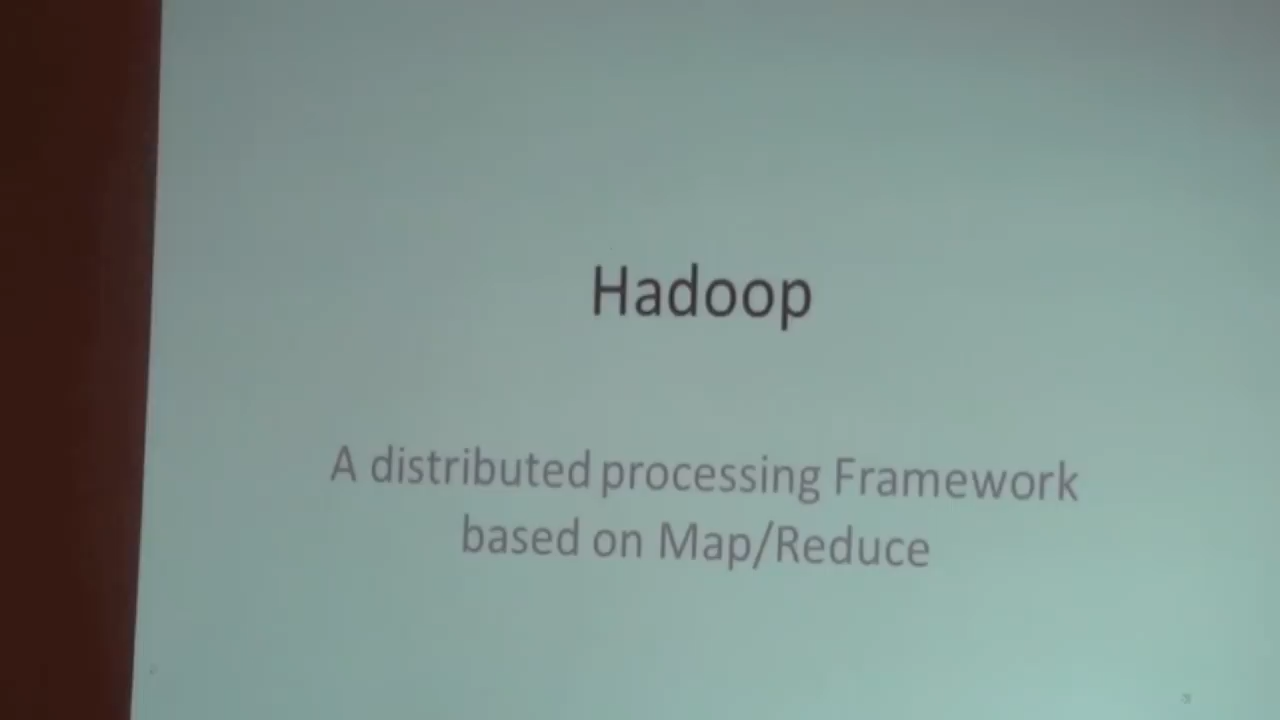 Hadoop
A distributed processing Framework
based on Map/Reduce